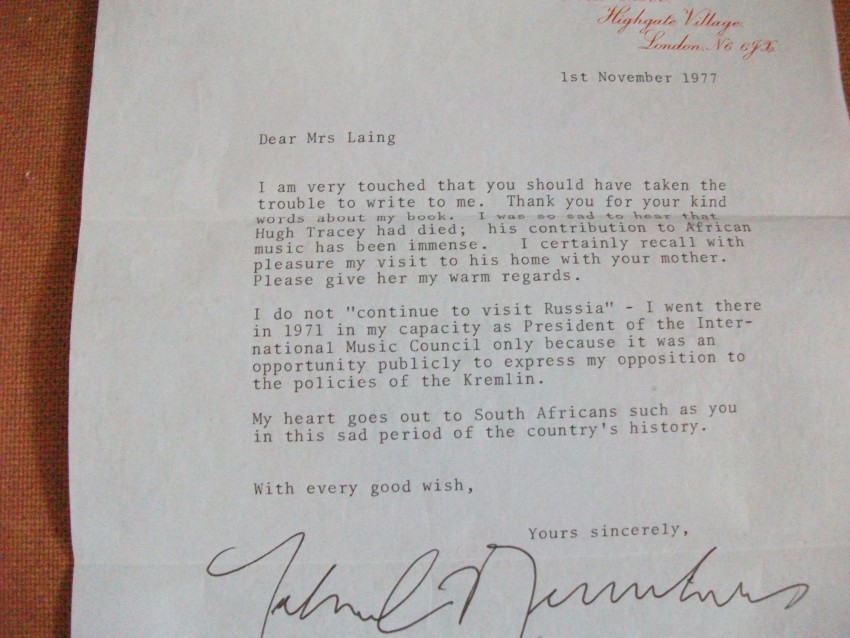 Highgate Village
London. N6 6JX
1st November 1977
Dear Mrs Laing
I am very touched that you should have taken the
trouble to write to me. Thank you for your kind
words about my book. I was so sad to hear that
Hugh Tracey had died; his contribution to African
music has been immense. I certainly recall with
pleasure my visit to his home with your mother.
Please give her my warm regards.
I do not "continue to visit Russia" - I went there
in 1971 in my capacity as President of the Inter-
national Music Council only because it was an
opportunity publicly to express my opposition to
the policies of the Kremlin.
My heart goes out to South Africans such as you
in this sad period of the country's history.
With every good wish,
Yours sincerely,
Yehudi Menuhin